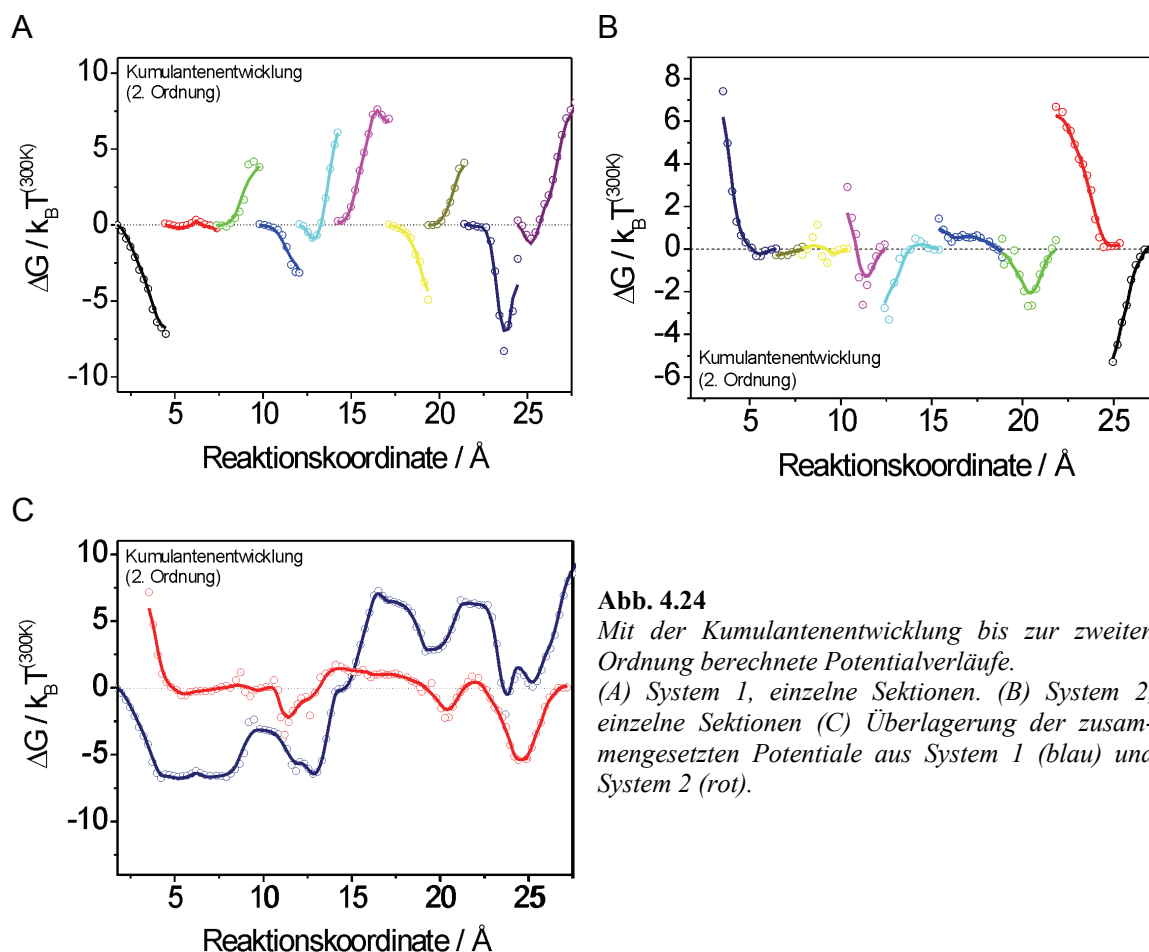 A
Kumulantenentwicklung
(2. Ordnung)
10
5
0
-5
-10
ΔG / k_BT^(300K)
5 10 15 20 25
Reaktionskoordinate / Å
B
8
6
4
2
0
-2
-4
-6
ΔG / k_BT^(300K)
Kumulantenentwicklung
(2. Ordnung)
5 10 15 20 25
Reaktionskoordinate / Å
C
Kumulantenentwicklung
(2. Ordnung)
10
5
0
-5
-10
ΔG / k_BT^(300K)
5 10 15 20 25
Reaktionskoordinate / Å
Abb. 4.24
Mit der Kumulantenentwicklung bis zur zweiten
Ordnung berechnete Potentialverläufe.
(A) System 1, einzelne Sektionen. (B) System 2,
einzelne Sektionen (C) Überlagerung der zusam-
mengesetzten Potentiale aus System 1 (blau) und
System 2 (rot).